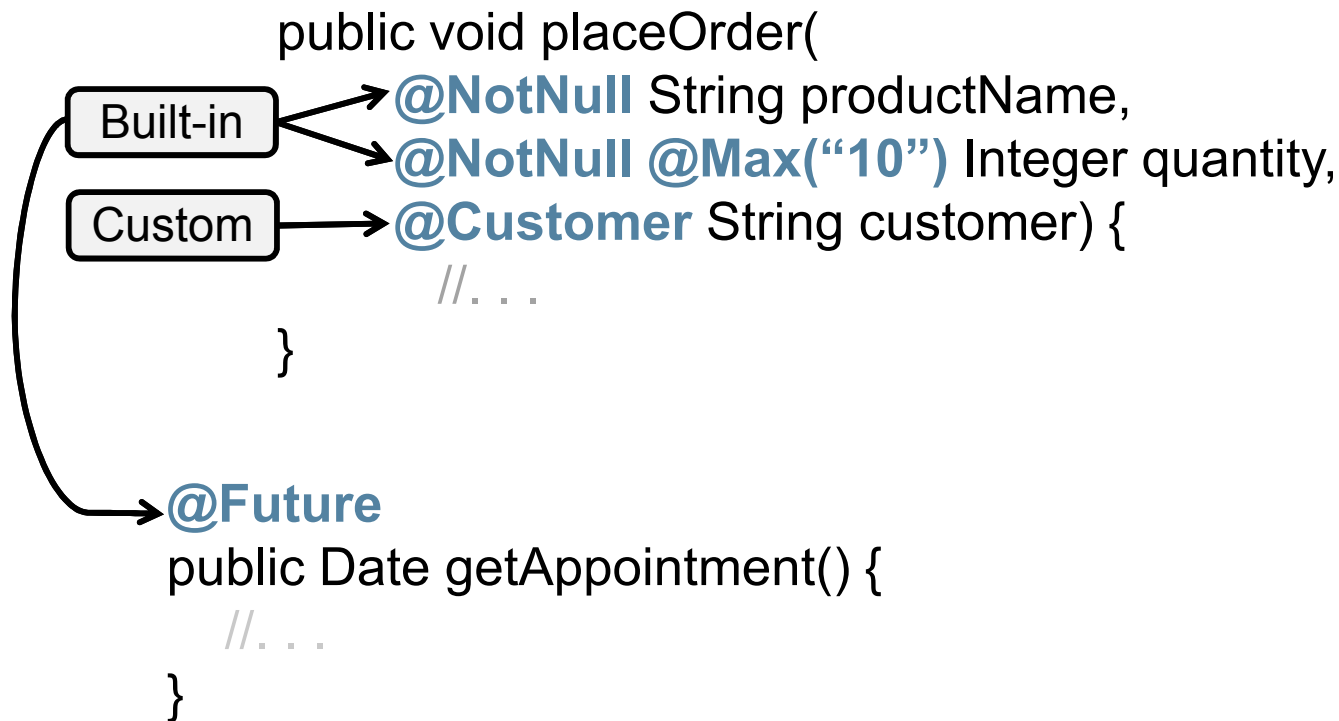 public void placeOrder(
Built-in
@NotNull String productName,
@NotNull @Max(“10”) Integer quantity,
Custom
@Customer String customer) {
//. . .
}
@Future
public Date getAppointment() {
//. . .
}